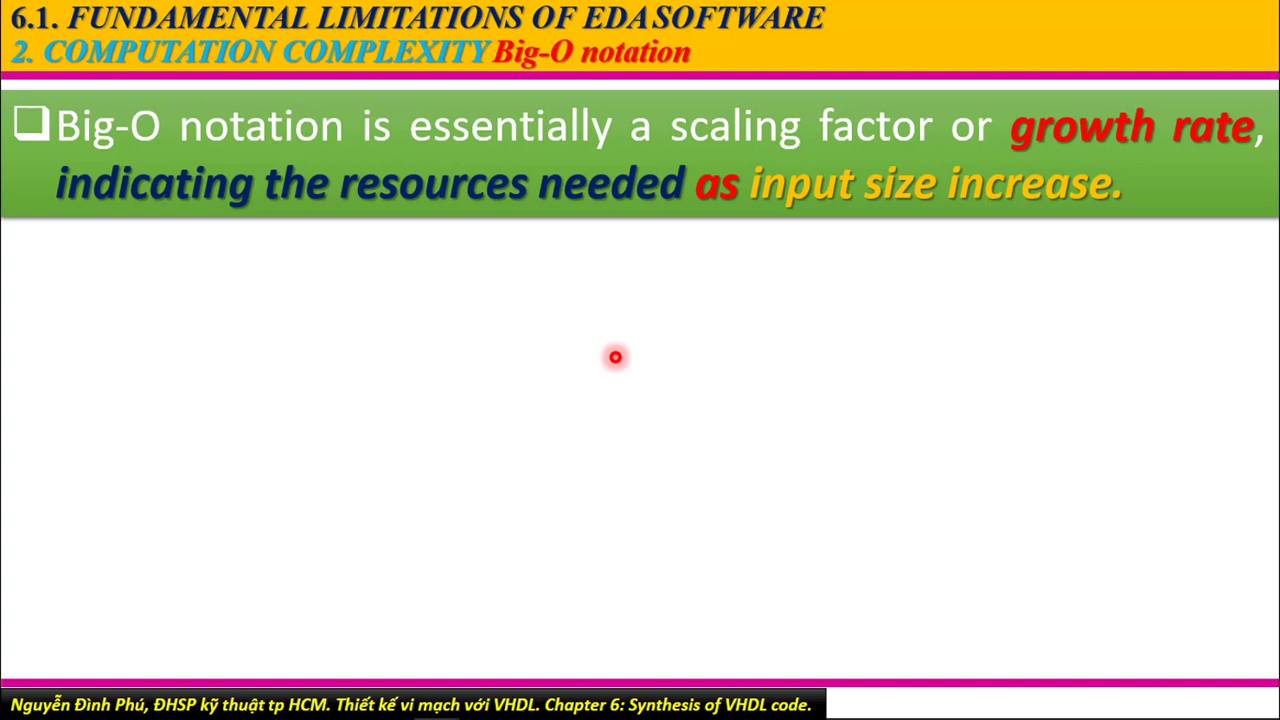 6.1. FUNDAMENTAL LIMITATIONS OF EDA SOFTWARE
2. COMPUTATION COMPLEXITY Big-O notation
❑Big-O notation is essentially a scaling factor or growth rate,
indicating the resources needed as input size increase.
Nguyễn Đình Phú, ĐHSP kỹ thuật tp HCM. Thiết kế vi mạch với VHDL. Chapter 6: Synthesis of VHDL code.